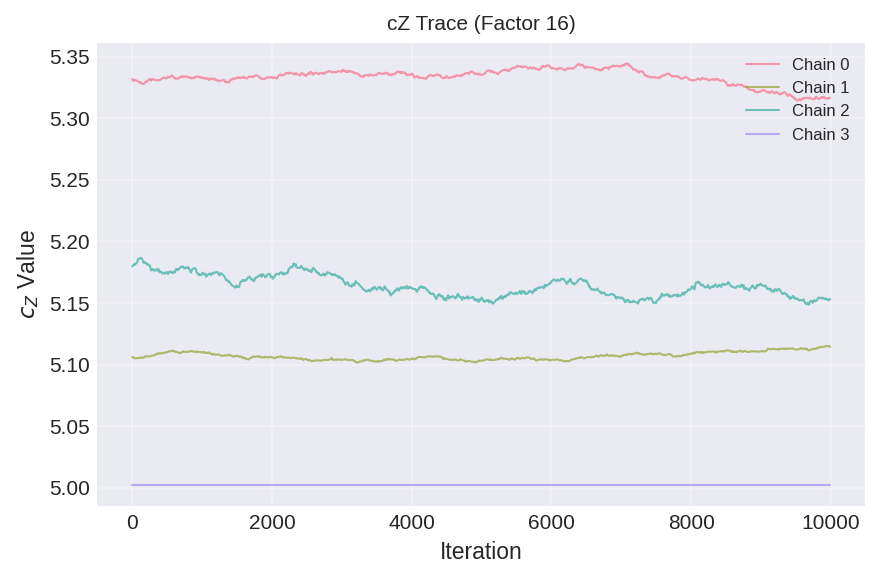 cZ Trace (Factor 16)
5.35
5.30
5.25
5.20
5.15
5.10
5.05
5.00
cZ Value
Chain 0
Chain 1
Chain 2
Chain 3
0 2000 4000 6000 8000 10000
Iteration